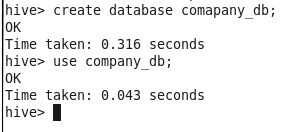 hive> create database comapany_db;
OK
Time taken: 0.316 seconds
hive> use company_db;
OK
Time taken: 0.043 seconds
hive>